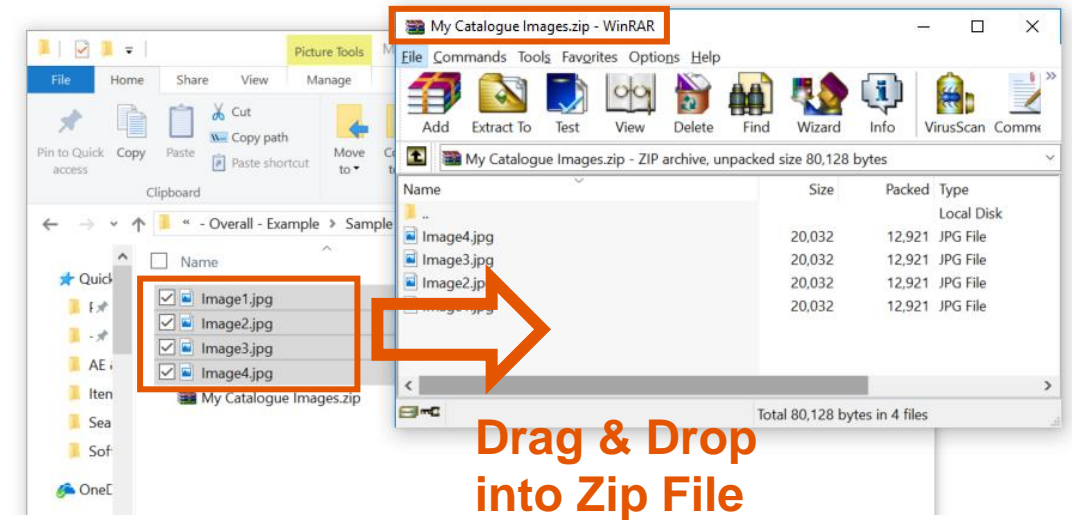 My Catalogue Images.zip - WinRAR
Picture Tools
File Home Share View Manage
File Commands Tools Favorites Options Help
Pin to Quick access
Copy
Paste
Cut
Copy path
Paste shortcut
Move to
Clipboard
Add Extract To Test View Delete Find Wizard Info VirusScan
My Catalogue Images.zip - ZIP archive, unpacked size 80,128 bytes
Name Size Packed Type
.. Local Disk
Image4.jpg 20,032 12,921 JPG File
Image3.jpg 20,032 12,921 JPG File
Image2.jpg 20,032 12,921 JPG File
20,032 12,921 JPG File
Total 80,128 bytes in 4 files
« - Overall - Example > Sample
Name
Image1.jpg
Image2.jpg
Image3.jpg
Image4.jpg
My Catalogue Images.zip
Quick
AE
Drag & Drop
into Zip File